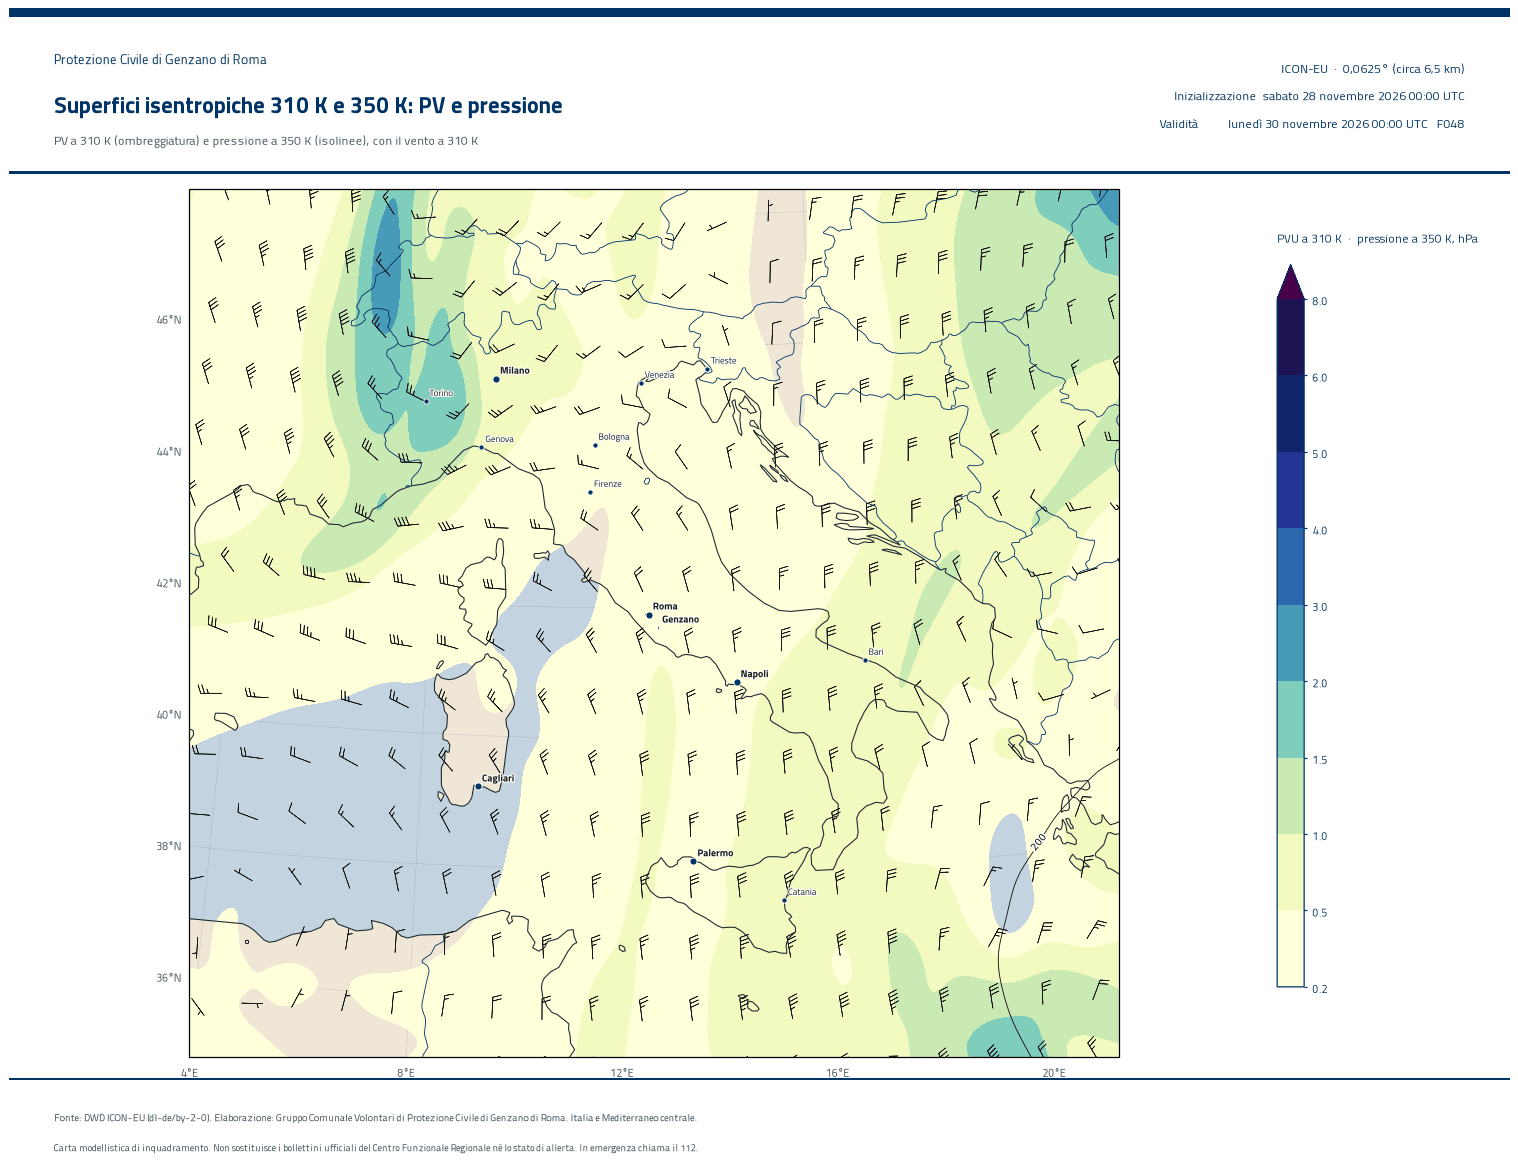 Protezione Civile di Genzano di Roma
Superfici isentropiche 310 K e 350 K: PV e pressione
PV a 310 K (ombreggiatura) e pressione a 350 K (isolinee), con il vento a 310 K
ICON-EU · 0,0625° (circa 6,5 km)
Inizializzazione sabato 28 novembre 2026 00:00 UTC
Validità lunedì 30 novembre 2026 00:00 UTC F048
PVU a 310 K · pressione a 350 K, hPa
8.0
6.0
5.0
4.0
3.0
2.0
1.5
1.0
0.5
0.2
46°N
44°N
42°N
40°N
38°N
36°N
4°E
8°E
12°E
16°E
20°E
Trieste
Venezia
Milano
Torino
Genova
Bologna
Firenze
Roma
Genzano
Bari
Napoli
Cagliari
Palermo
Catania
200
Fonte: DWD ICON-EU (dl-de/by-2-0). Elaborazione: Gruppo Comunale Volontari di Protezione Civile di Genzano di Roma. Italia e Mediterraneo centrale.
Carta modellistica di inquadramento. Non sostituisce i bollettini ufficiali del Centro Funzionale Regionale né lo stato di allerta. In emergenza chiama il 112.